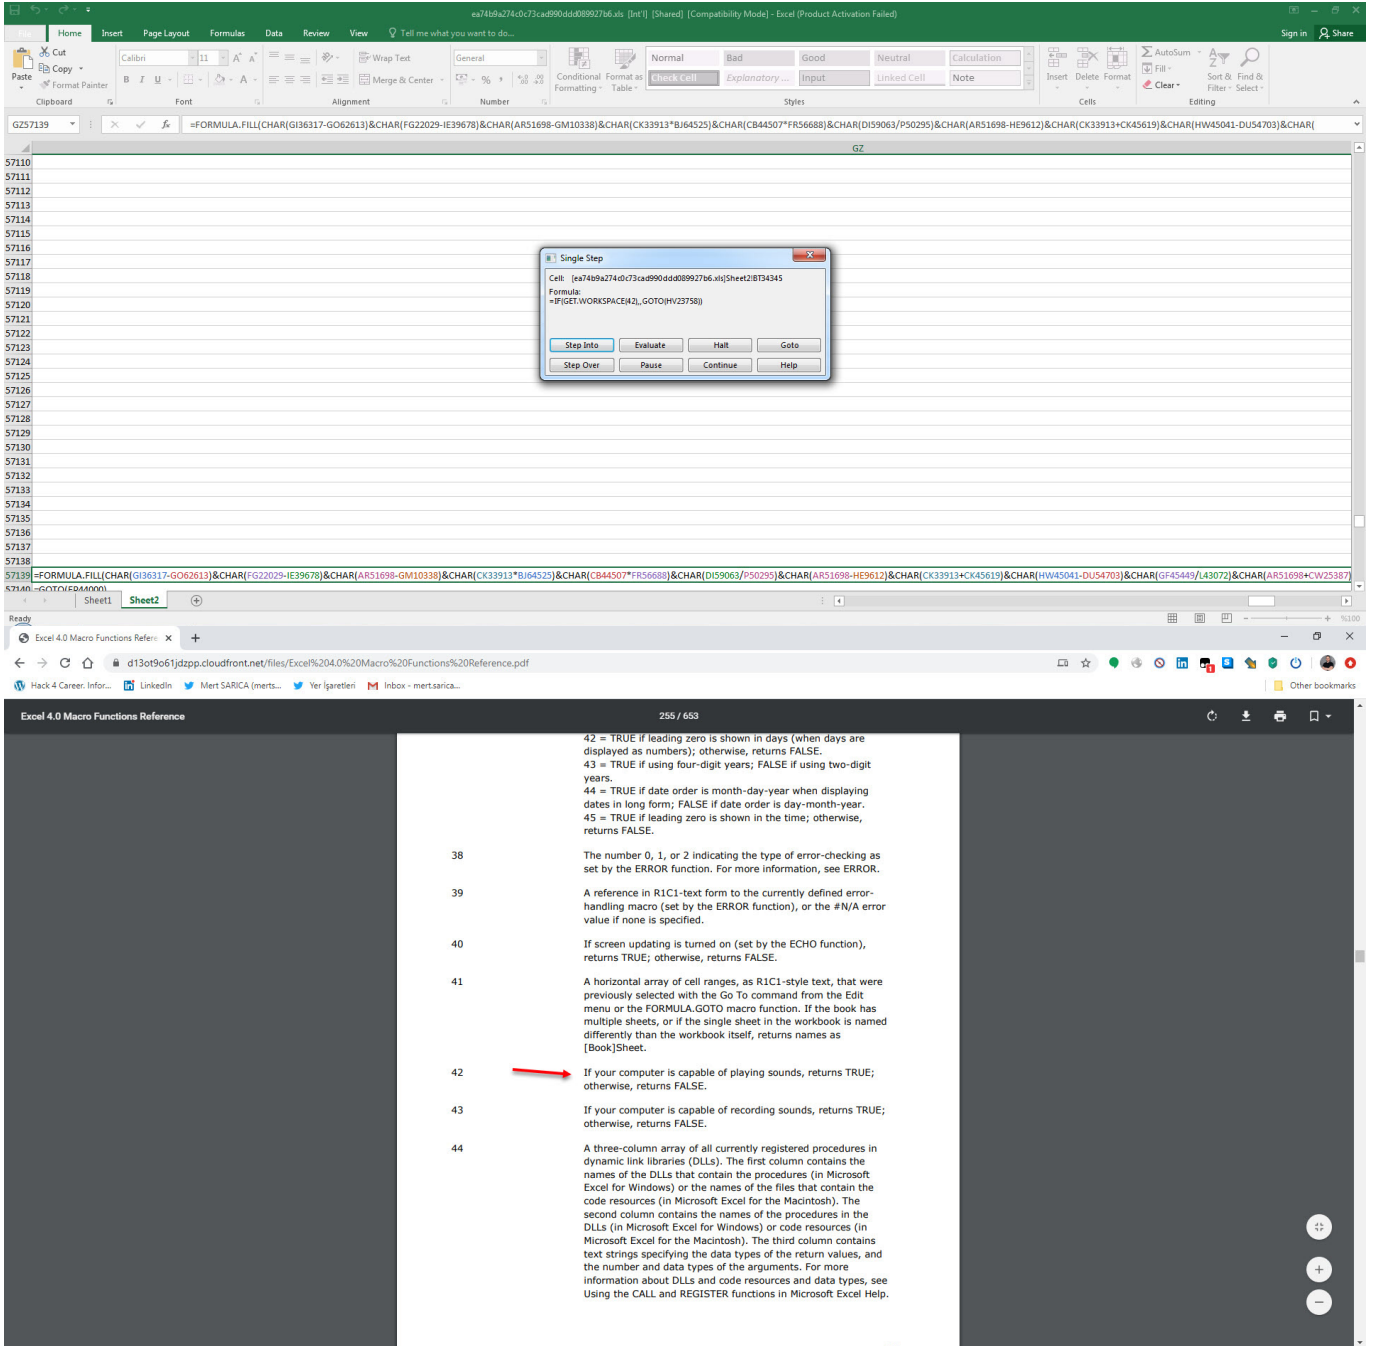 ea74b9a274c0c73cad990ddd089927b6.xls [Int'l] [Shared] [Compatibility Mode] - Excel (Product Activation Failed)
File Home Insert Page Layout Formulas Data Review View Tell me what you want to do... Sign in Share
Cut
Copy
Format Painter
Paste
Calibri 11
B I U
Wrap Text
Merge & Center
General
Conditional Formatting
Format as Table
Normal Bad Good Neutral Calculation
Check Cell Explanatory ... Input Linked Cell Note
Insert Delete Format
AutoSum
Fill
Clear
Sort & Filter
Find & Select
Clipboard Font Alignment Number Styles Cells Editing
GZ57139 fx =FORMULA.FILL(CHAR(GI36317-GO62613)&CHAR(FG22029-IE39678)&CHAR(AR51698-GM10338)&CHAR(CK33913*BJ64525)&CHAR(CB44507*FR56688)&CHAR(DI59063/P50295)&CHAR(AR51698-HE9612)&CHAR(CK33913+CK45619)&CHAR(HW45041-DU54703)&CHAR(
GZ
57110
57111
57112
57113
57114
57115
57116
57117
57118
57119
57120
57121
57122
57123
57124
57125
57126
57127
57128
57129
57130
57131
57132
57133
57134
57135
57136
57137
57138
Single Step
Cell: [ea74b9a274c0c73cad990ddd089927b6.xls]Sheet2!BT34345
Formula:
=IF(GET.WORKSPACE(42),,GOTO(HV23758))
Step Into Evaluate Halt Goto
Step Over Pause Continue Help
57139 =FORMULA.FILL(CHAR(GI36317-GO62613)&CHAR(FG22029-IE39678)&CHAR(AR51698-GM10338)&CHAR(CK33913*BJ64525)&CHAR(CB44507*FR56688)&CHAR(DI59063/P50295)&CHAR(AR51698-HE9612)&CHAR(CK33913+CK45619)&CHAR(HW45041-DU54703)&CHAR(GF45449/L43072)&CHAR(AR51698+CW25387)
57140 =GOTO(FR44000)
Sheet1 Sheet2
Ready %100
Excel 4.0 Macro Functions Refere
d13ot9o61jdzpp.cloudfront.net/files/Excel%204.0%20Macro%20Functions%20Reference.pdf
Hack 4 Career. Infor... LinkedIn Mert SARICA (merts... Yer İşaretleri Inbox - mert.sarica... Other bookmarks
Excel 4.0 Macro Functions Reference 255 / 653
42 = TRUE if leading zero is shown in days (when days are
displayed as numbers); otherwise, returns FALSE.
43 = TRUE if using four-digit years; FALSE if using two-digit
years.
44 = TRUE if date order is month-day-year when displaying
dates in long form; FALSE if date order is day-month-year.
45 = TRUE if leading zero is shown in the time; otherwise,
returns FALSE.
38 The number 0, 1, or 2 indicating the type of error-checking as
set by the ERROR function. For more information, see ERROR.
39 A reference in R1C1-text form to the currently defined error-
handling macro (set by the ERROR function), or the #N/A error
value if none is specified.
40 If screen updating is turned on (set by the ECHO function),
returns TRUE; otherwise, returns FALSE.
41 A horizontal array of cell ranges, as R1C1-style text, that were
previously selected with the Go To command from the Edit
menu or the FORMULA.GOTO macro function. If the book has
multiple sheets, or if the single sheet in the workbook is named
differently than the workbook itself, returns names as
[Book]Sheet.
42 If your computer is capable of playing sounds, returns TRUE;
otherwise, returns FALSE.
43 If your computer is capable of recording sounds, returns TRUE;
otherwise, returns FALSE.
44 A three-column array of all currently registered procedures in
dynamic link libraries (DLLs). The first column contains the
names of the DLLs that contain the procedures (in Microsoft
Excel for Windows) or the names of the files that contain the
code resources (in Microsoft Excel for the Macintosh). The
second column contains the names of the procedures in the
DLLs (in Microsoft Excel for Windows) or code resources (in
Microsoft Excel for the Macintosh). The third column contains
text strings specifying the data types of the return values, and
the number and data types of the arguments. For more
information about DLLs and code resources and data types, see
Using the CALL and REGISTER functions in Microsoft Excel Help.